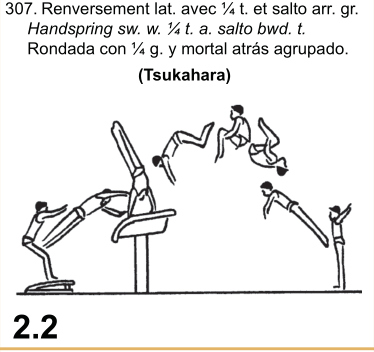 307. Renversement lat. avec ¼ t. et salto arr. gr.
Handspring sw. w. ¼ t. a. salto bwd. t.
Rondada con ¼ g. y mortal atrás agrupado.
(Tsukahara)
2.2